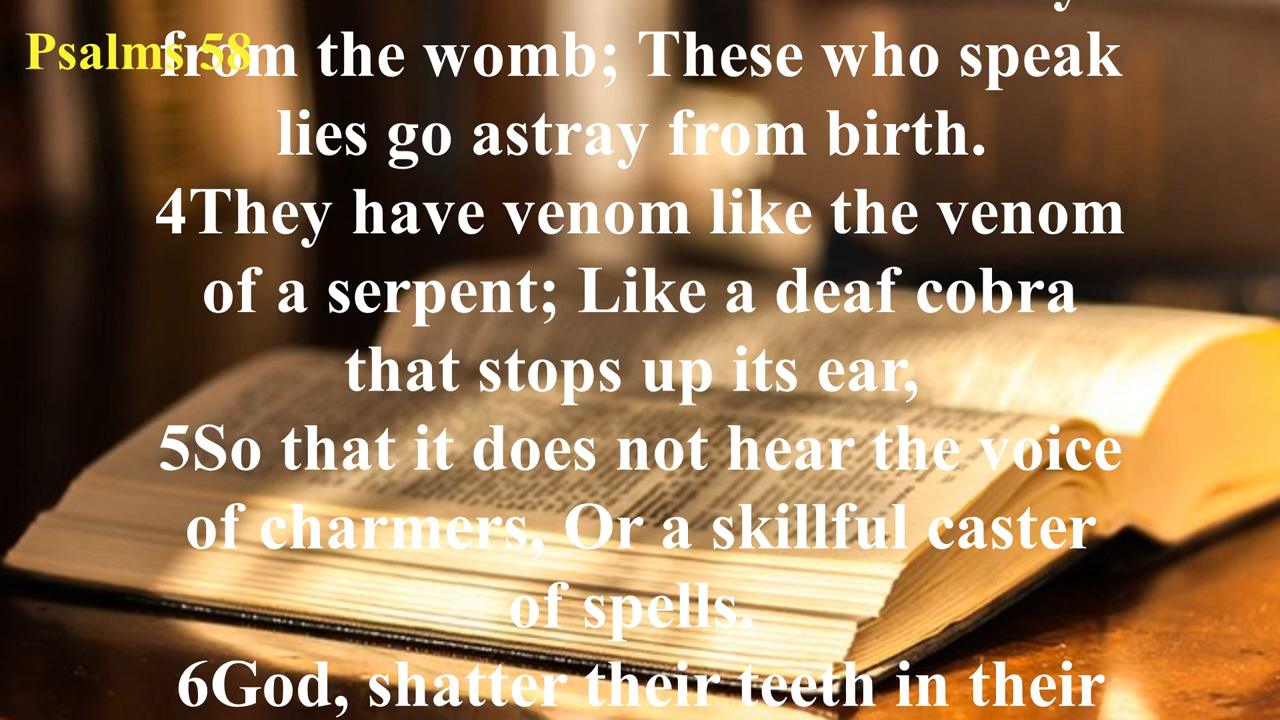 Psalms 58
from the womb; These who speak
lies go astray from birth.
4They have venom like the venom
of a serpent; Like a deaf cobra
that stops up its ear,
5So that it does not hear the voice
of charmers, Or a skillful caster
of spells.
6God, shatter their teeth in their